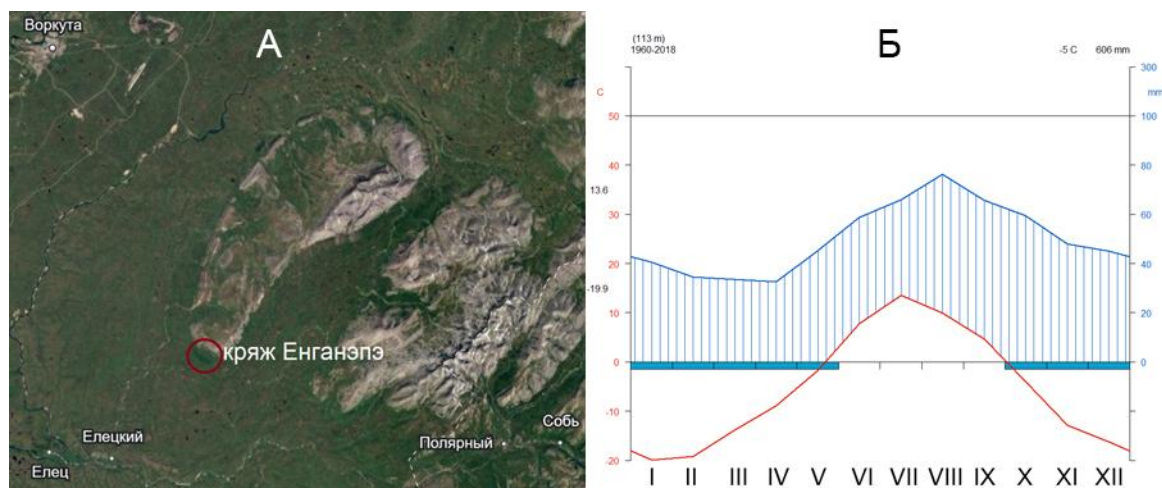 Воркута
А
кряж Енганэпэ
Елецкий
Елец
Полярный
Собь
Б
(113 m)
1960-2018
-5 C 606 mm
C
50
40
30
20
10
0
-10
-20
13.6
-19.9
300
mm
100
80
60
40
20
0
I II III IV V VI VII VIII IX X XI XII